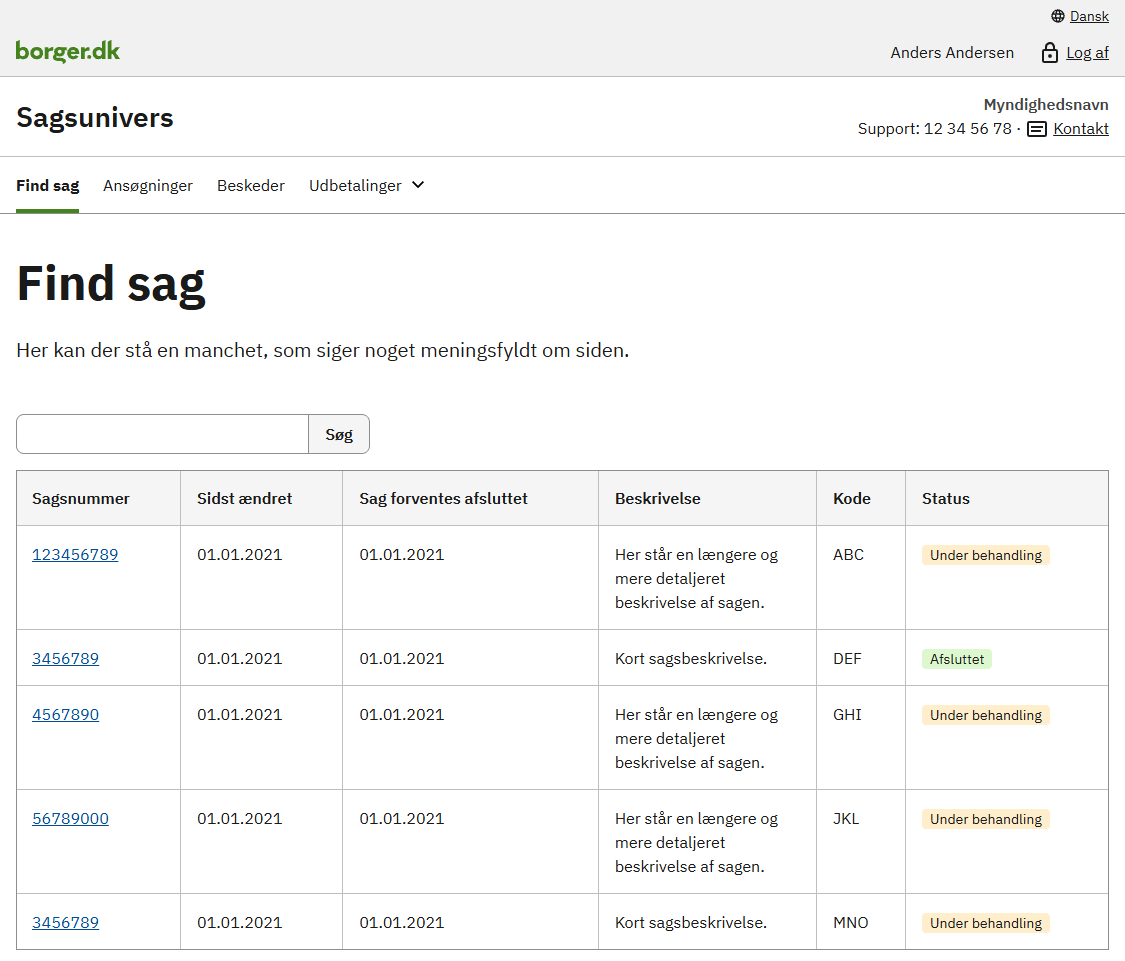 Dansk
borger.dk
Anders Andersen
Log af
Sagsunivers
Myndighedsnavn
Support: 12 34 56 78 · Kontakt
Find sag Ansøgninger Beskeder Udbetalinger
Find sag
Her kan der stå en manchet, som siger noget meningsfyldt om siden.
Søg
Sagsnummer Sidst ændret Sag forventes afsluttet Beskrivelse Kode Status
123456789 01.01.2021 01.01.2021 Her står en længere og ABC Under behandling
mere detaljeret
beskrivelse af sagen.
3456789 01.01.2021 01.01.2021 Kort sagsbeskrivelse. DEF Afsluttet
4567890 01.01.2021 01.01.2021 Her står en længere og GHI Under behandling
mere detaljeret
beskrivelse af sagen.
56789000 01.01.2021 01.01.2021 Her står en længere og JKL Under behandling
mere detaljeret
beskrivelse af sagen.
3456789 01.01.2021 01.01.2021 Kort sagsbeskrivelse. MNO Under behandling